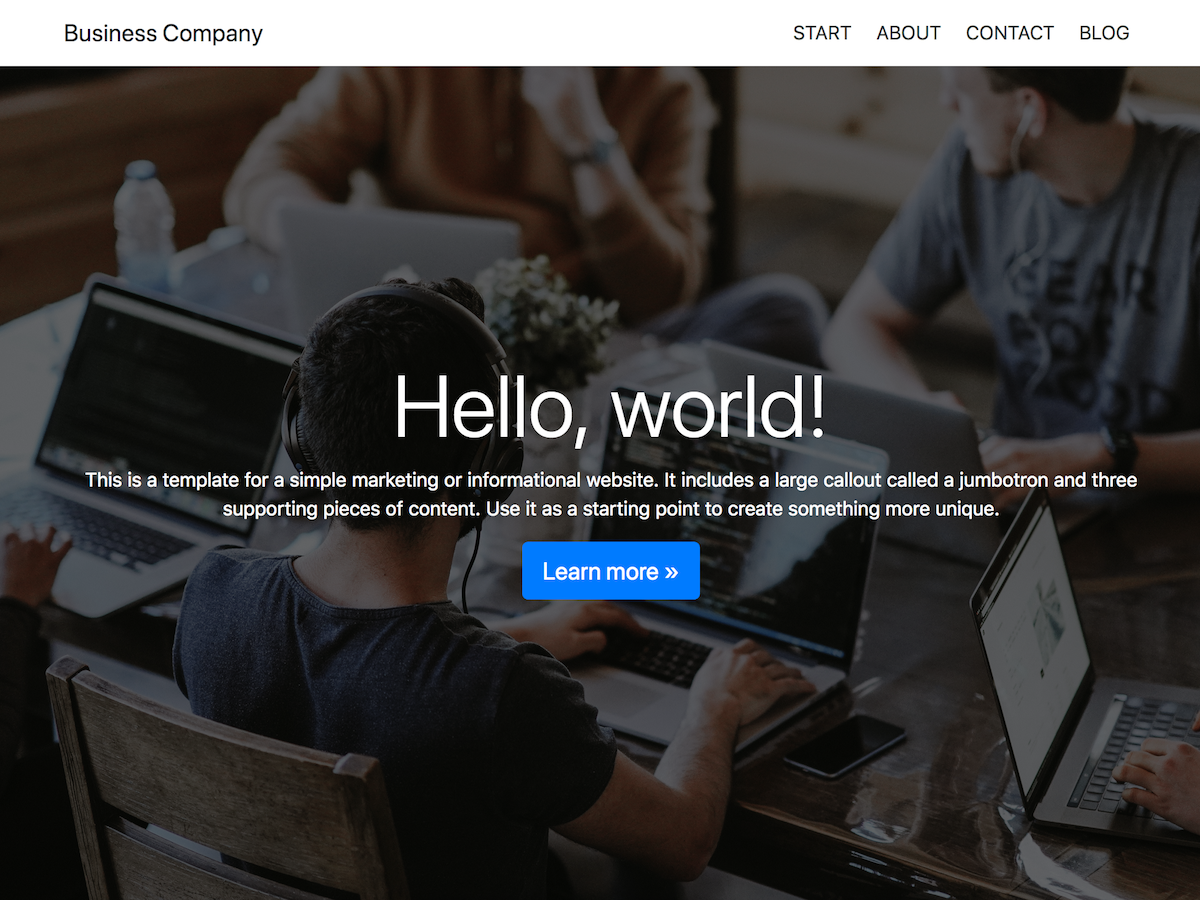 Business Company
START ABOUT CONTACT BLOG
Hello, world!
This is a template for a simple marketing or informational website. It includes a large callout called a jumbotron and three
supporting pieces of content. Use it as a starting point to create something more unique.
Learn more »